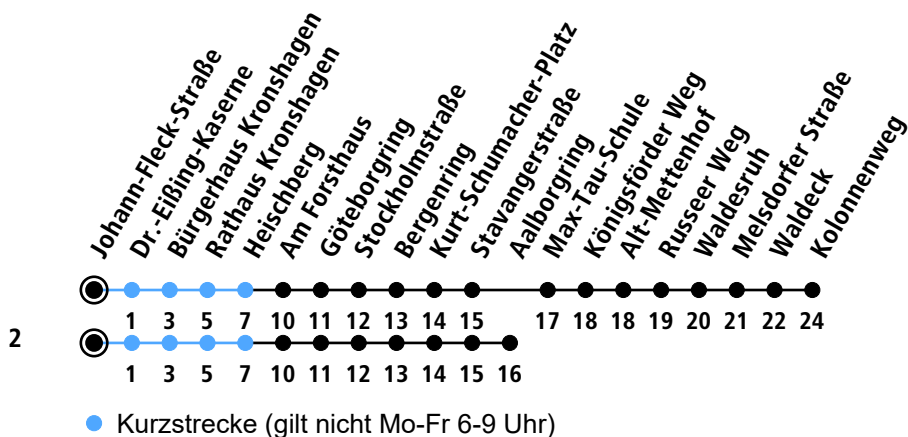 Johann-Fleck-Straße
Dr.-Eißing-Kaserne
Bürgerhaus Kronshagen
Rathaus Kronshagen
Heischberg
Am Forsthaus
Göteborgring
Stockholmstraße
Bergenring
Kurt-Schumacher-Platz
Stavangerstraße
Aalborgring
Max-Tau-Schule
Königsförder Weg
Alt-Mettenhof
Russeer Weg
Waldesruh
Melsdorfer Straße
Waldeck
Kolonnenweg
1 3 5 7 10 11 12 13 14 15 17 18 18 19 20 21 22 24
2
1 3 5 7 10 11 12 13 14 15 16
Kurzstrecke (gilt nicht Mo-Fr 6-9 Uhr)